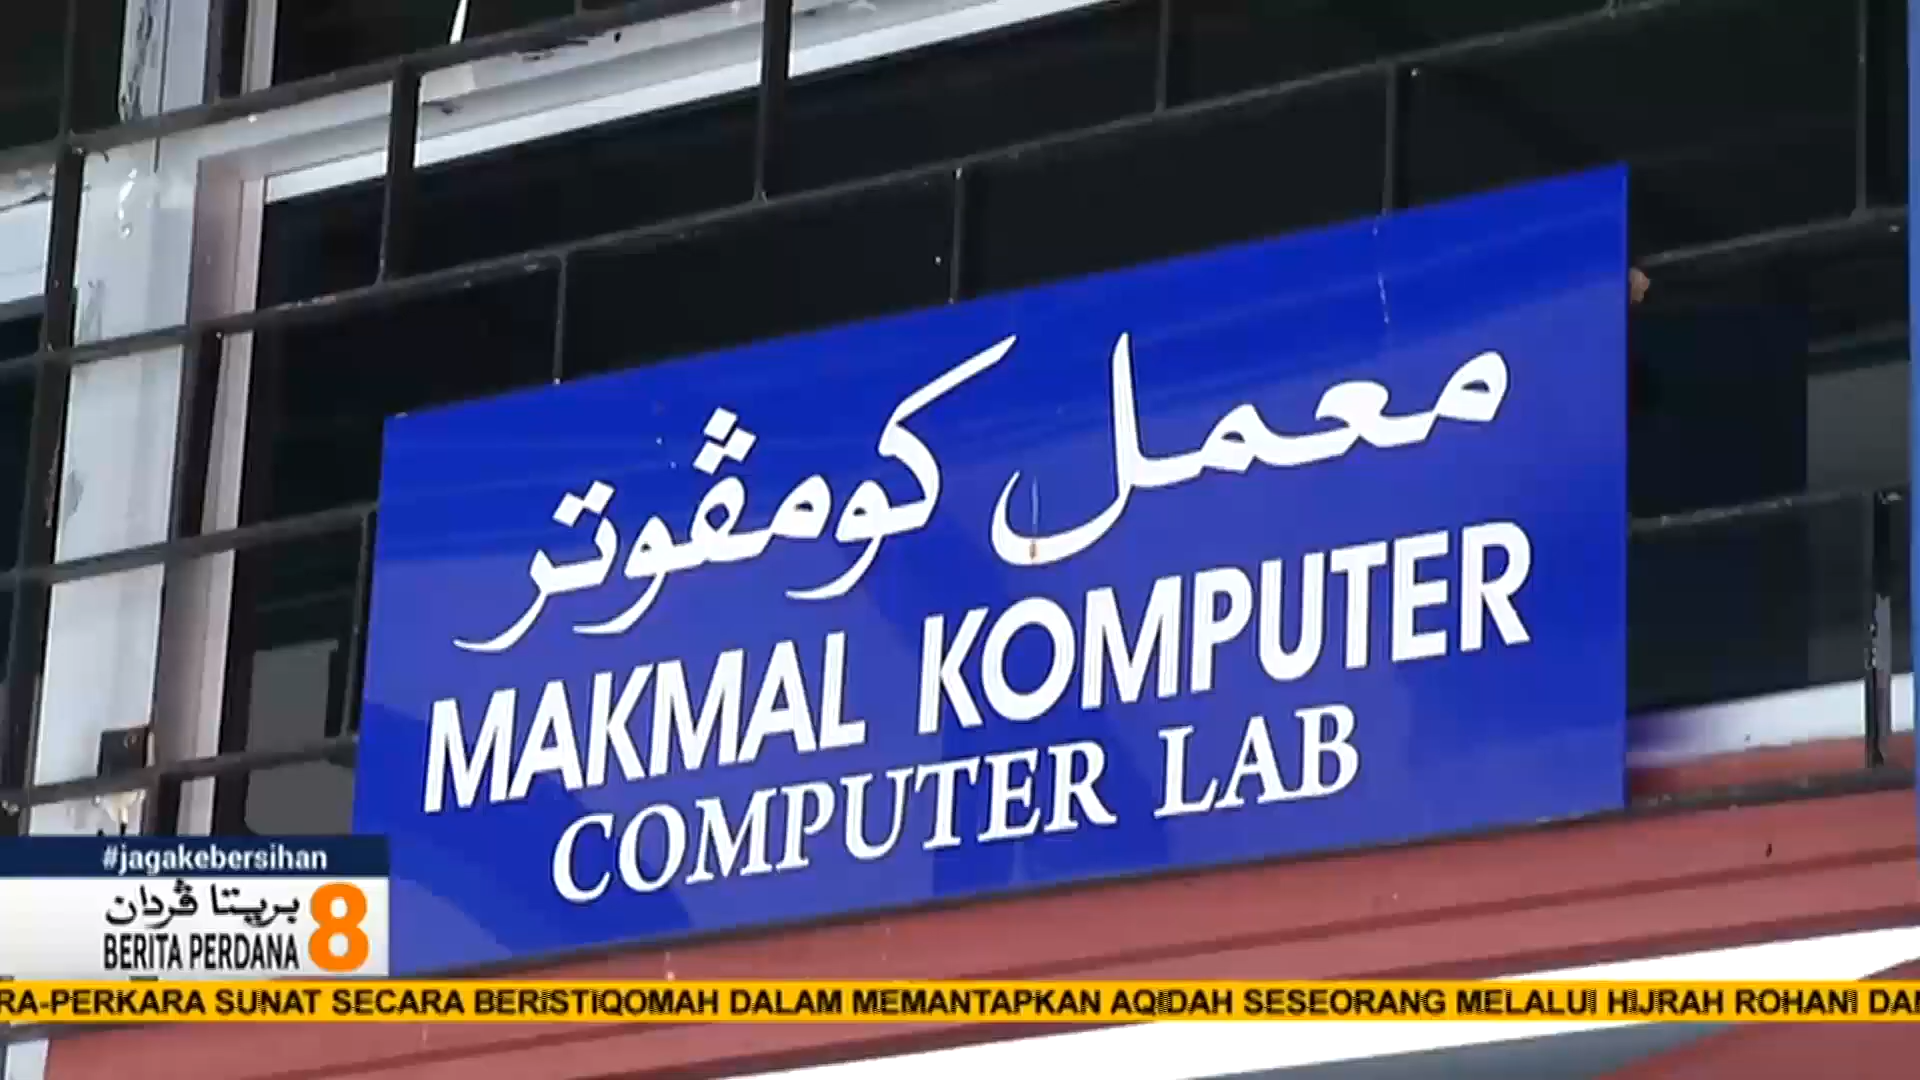 معمل کومڤوتر
MAKMAL KOMPUTER
COMPUTER LAB
#jagakebersihan
بريتا ڤردان
BERITA PERDANA 8
RA-PERKARA SUNAT SECARA BERISTIQOMAH DALAM MEMANTAPKAN AQIDAH SESEORANG MELALUI HIJRAH ROHANI DAN